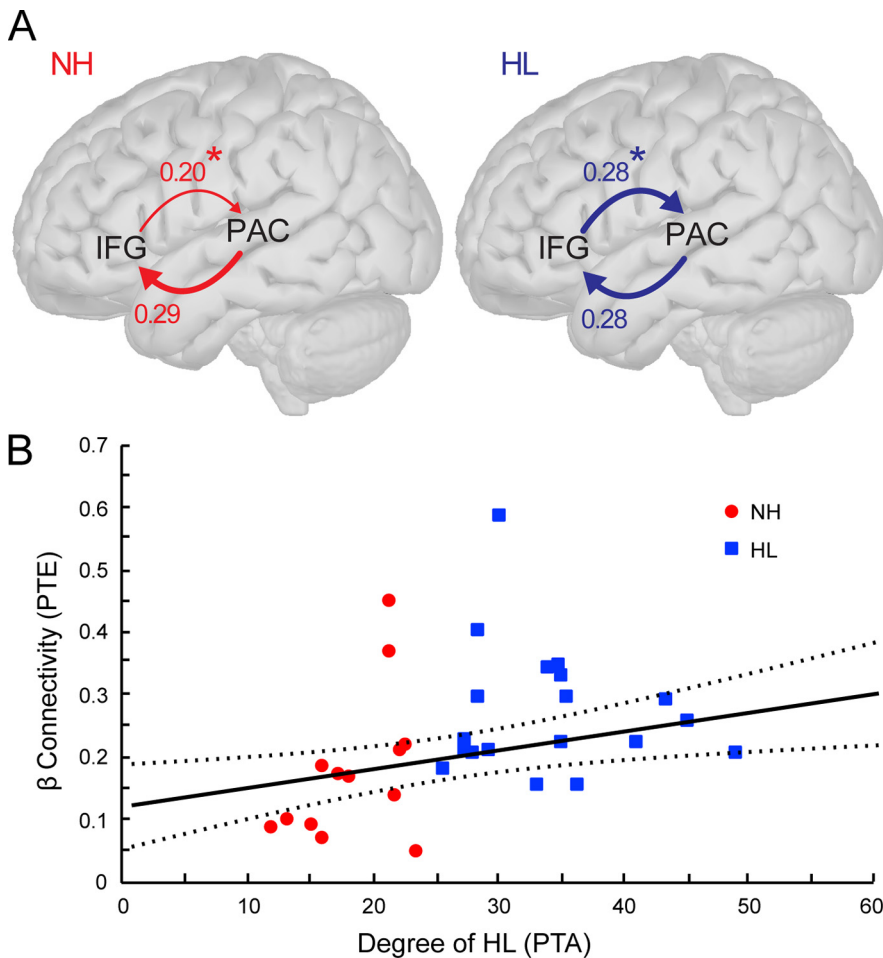 A
NH
HL
0.20 *
IFG
PAC
0.29
0.28 *
IFG
PAC
0.28
B
0.7
0.6
0.5
0.4
0.3
0.2
0.1
0
β Connectivity (PTE)
NH
HL
0 10 20 30 40 50 60
Degree of HL (PTA)